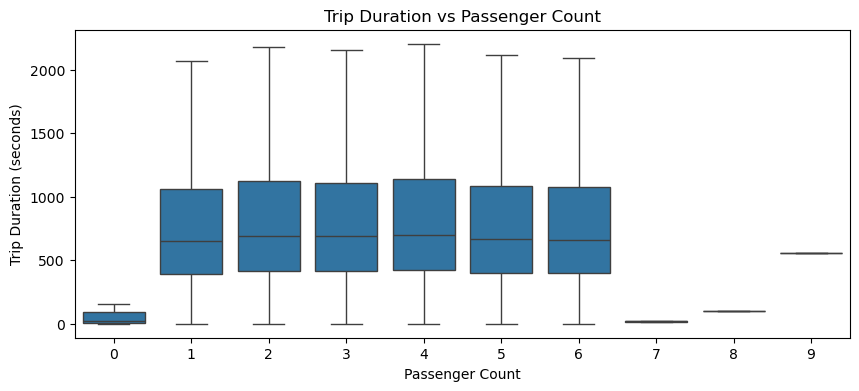 Trip Duration vs Passenger Count
Trip Duration (seconds)
2000
1500
1000
500
0
0 1 2 3 4 5 6 7 8 9
Passenger Count